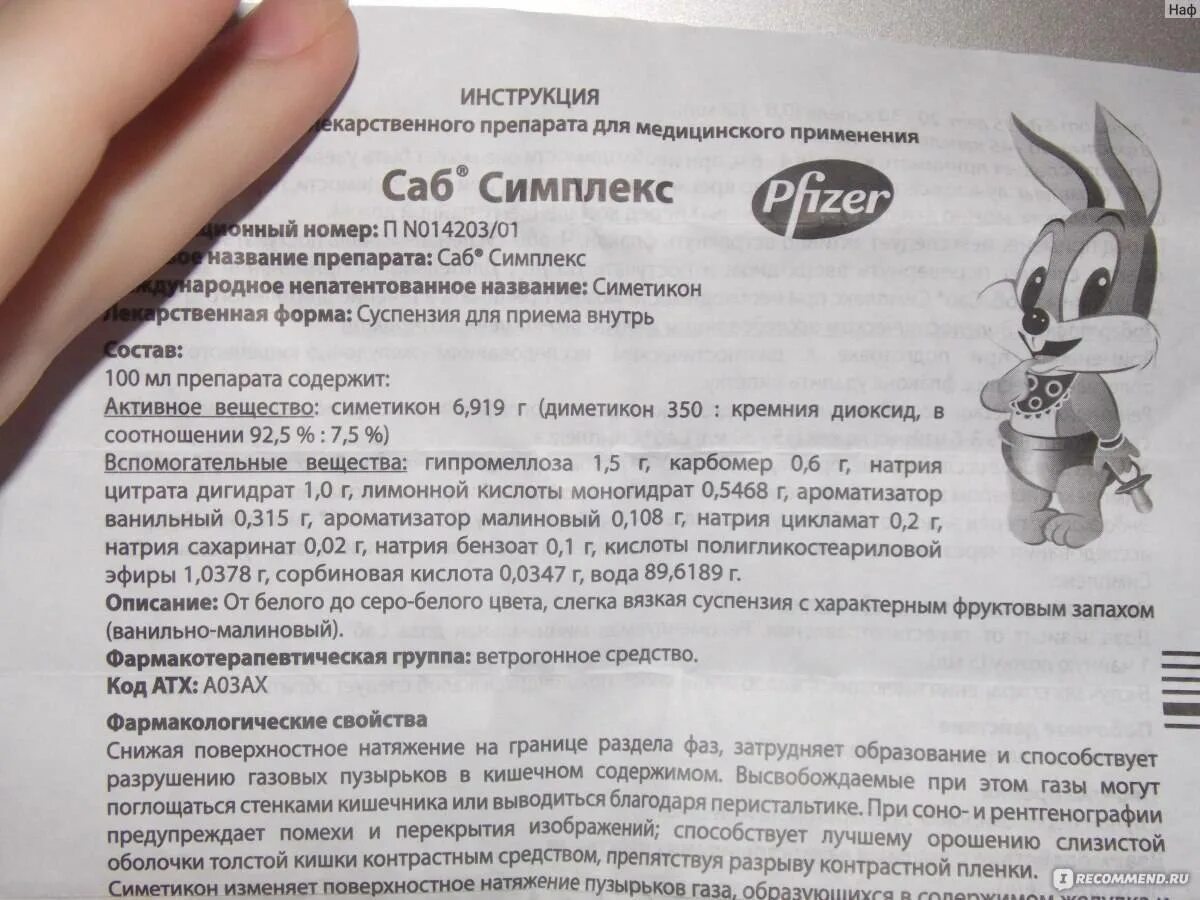 Наф
ИНСТРУКЦИЯ
лекарственного препарата для медицинского применения
Саб® Симплекс
Pfizer
ционный номер: П N014203/01
вое название препарата: Саб® Симплекс
Международное непатентованное название: Симетикон
Лекарственная форма: Суспензия для приема внутрь
Состав:
100 мл препарата содержит:
Активное вещество: симетикон 6,919 г (диметикон 350 : кремния диоксид, в
соотношении 92,5 % : 7,5 %)
Вспомогательные вещества: гипромеллоза 1,5 г, карбомер 0,6 г, натрия
цитрата дигидрат 1,0 г, лимонной кислоты моногидрат 0,5468 г, ароматизатор
ванильный 0,315 г, ароматизатор малиновый 0,108 г, натрия цикламат 0,2 г,
натрия сахаринат 0,02 г, натрия бензоат 0,1 г, кислоты полигликостеариловой
эфиры 1,0378 г, сорбиновая кислота 0,0347 г, вода 89,6189 г.
Описание: От белого до серо-белого цвета, слегка вязкая суспензия с характерным фруктовым запахом
(ванильно-малиновый).
Фармакотерапевтическая группа: ветрогонное средство.
Код АТХ: A03AX
Фармакологические свойства
Снижая поверхностное натяжение на границе раздела фаз, затрудняет образование и способствует
разрушению газовых пузырьков в кишечном содержимом. Высвобождаемые при этом газы могут
поглощаться стенками кишечника или выводиться благодаря перистальтике. При соно- и рентгенографии
предупреждает помехи и перекрытия изображений; способствует лучшему орошению слизистой
оболочки толстой кишки контрастным средством, препятствуя разрыву контрастной пленки.
Симетикон изменяет поверхностное натяжение пузырьков газа, образующихся в содержимом желудка и
IRECOMMEND.RU